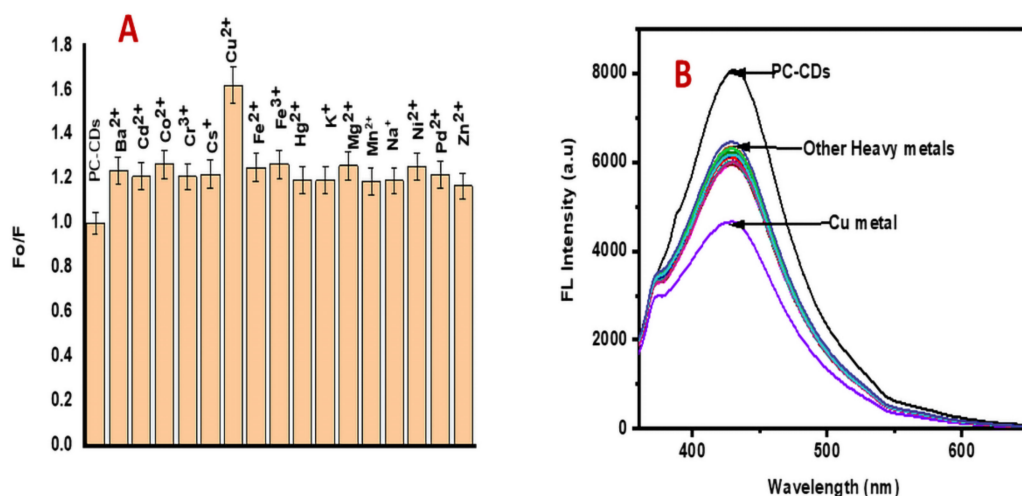 A
Fo/F
1.8
1.6
1.4
1.2
1.0
0.8
0.6
0.4
0.2
0.0
PC-CDs
Ba2+
Cd2+
Co2+
Cr3+
Cs+
Cu2+
Fe2+
Fe3+
Hg2+
K+
Mg2+
Mn2+
Na+
Ni2+
Pd2+
Zn2+
B
FL Intensity (a.u)
8000
6000
4000
2000
0
PC-CDs
Other Heavy metals
Cu metal
400 500 600
Wavelength (nm)